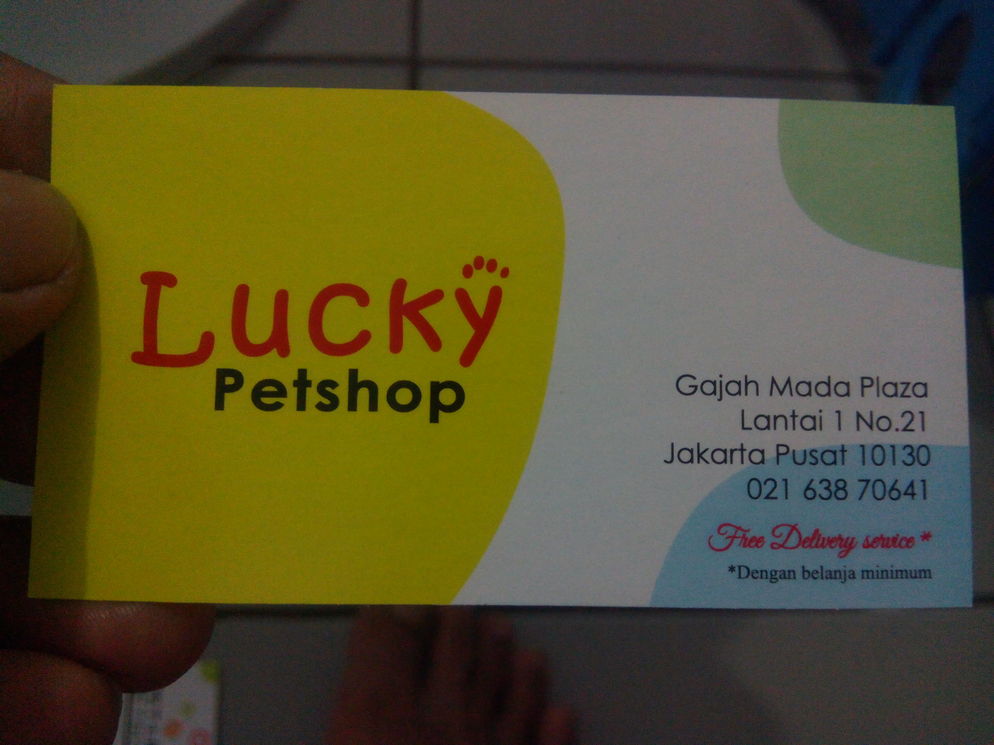 Lucky
Petshop
Gajah Mada Plaza
Lantai 1 No.21
Jakarta Pusat 10130
021 638 70641
Free Delivery service *
*Dengan belanja minimum